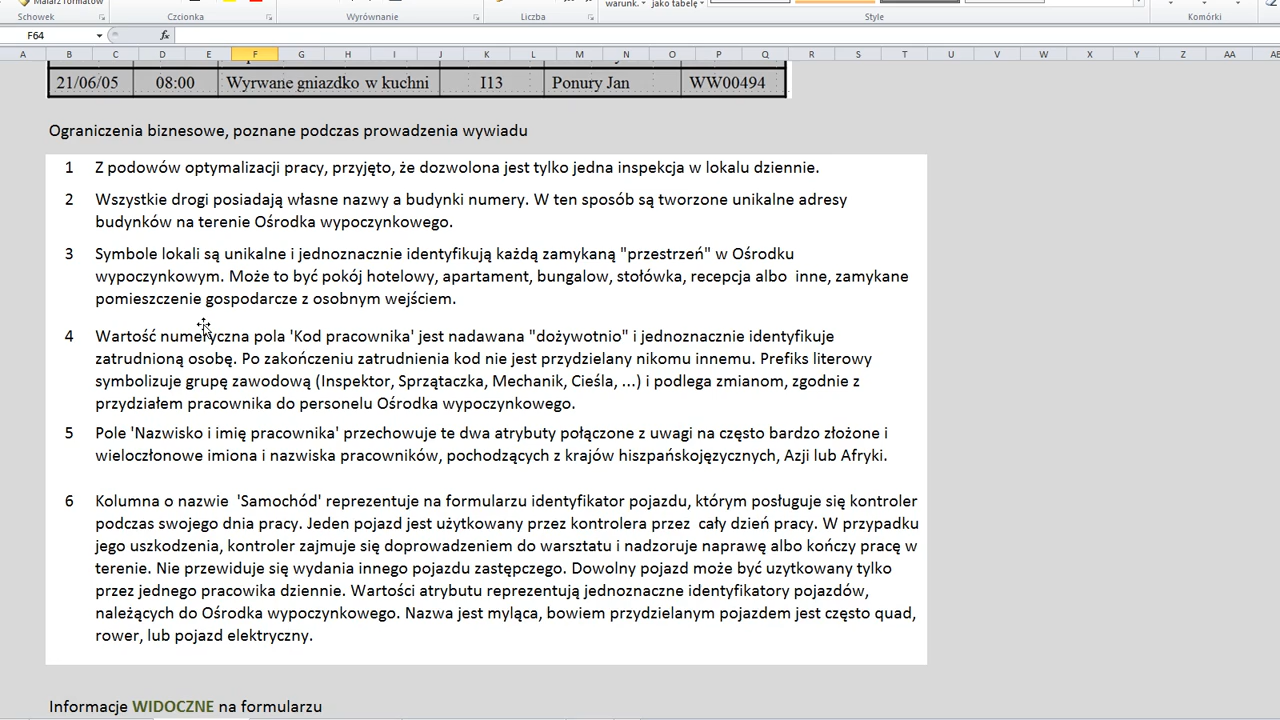 Malarz formatów
warunk. jako tabelę
Schowek Czcionka Wyrównanie Liczba Style Komórki
F64 fx
A B C D E F G H I J K L M N O P Q R S T U V W X Y Z AA AB
21/06/05 08:00 Wyrwane gniazdko w kuchni I13 Ponury Jan WW00494
Ograniczenia biznesowe, poznane podczas prowadzenia wywiadu
1 Z podowów optymalizacji pracy, przyjęto, że dozwolona jest tylko jedna inspekcja w lokalu dziennie.
2 Wszystkie drogi posiadają własne nazwy a budynki numery. W ten sposób są tworzone unikalne adresy
budynków na terenie Ośrodka wypoczynkowego.
3 Symbole lokali są unikalne i jednoznacznie identyfikują każdą zamykaną "przestrzeń" w Ośrodku
wypoczynkowym. Może to być pokój hotelowy, apartament, bungalow, stołówka, recepcja albo inne, zamykane
pomieszczenie gospodarcze z osobnym wejściem.
4 Wartość numeryczna pola 'Kod pracownika' jest nadawana "dożywotnio" i jednoznacznie identyfikuje
zatrudnioną osobę. Po zakończeniu zatrudnienia kod nie jest przydzielany nikomu innemu. Prefiks literowy
symbolizuje grupę zawodową (Inspektor, Sprzątaczka, Mechanik, Cieśla, ...) i podlega zmianom, zgodnie z
przydziałem pracownika do personelu Ośrodka wypoczynkowego.
5 Pole 'Nazwisko i imię pracownika' przechowuje te dwa atrybuty połączone z uwagi na często bardzo złożone i
wieloczłonowe imiona i nazwiska pracowników, pochodzących z krajów hiszpańskojęzycznych, Azji lub Afryki.
6 Kolumna o nazwie 'Samochód' reprezentuje na formularzu identyfikator pojazdu, którym posługuje się kontroler
podczas swojego dnia pracy. Jeden pojazd jest użytkowany przez kontrolera przez cały dzień pracy. W przypadku
jego uszkodzenia, kontroler zajmuje się doprowadzeniem do warsztatu i nadzoruje naprawę albo kończy pracę w
terenie. Nie przewiduje się wydania innego pojazdu zastępczego. Dowolny pojazd może być uzytkowany tylko
przez jednego pracowika dziennie. Wartości atrybutu reprezentują jednoznaczne identyfikatory pojazdów,
należących do Ośrodka wypoczynkowego. Nazwa jest myląca, bowiem przydzielanym pojazdem jest często quad,
rower, lub pojazd elektryczny.
Informacje WIDOCZNE na formularzu